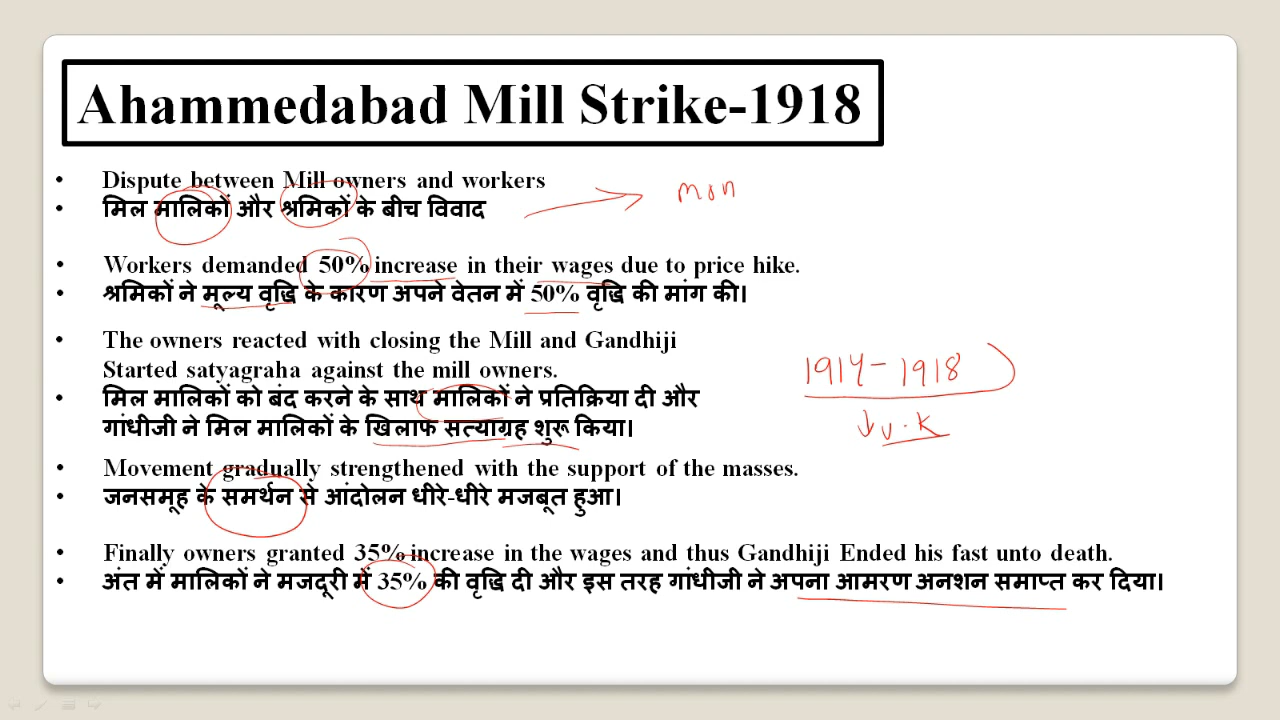 Ahammedabad Mill Strike-1918
• Dispute between Mill owners and workers
• मिल मालिकों और श्रमिकों के बीच विवाद
mon
• Workers demanded 50% increase in their wages due to price hike.
• श्रमिकों ने मूल्य वृद्धि के कारण अपने वेतन में 50% वृद्धि की मांग की।
• The owners reacted with closing the Mill and Gandhiji
Started satyagraha against the mill owners.
1914-1918
• मिल मालिकों को बंद करने के साथ मालिकों ने प्रतिक्रिया दी और
गांधीजी ने मिल मालिकों के खिलाफ सत्याग्रह शुरू किया।
v.k
• Movement gradually strengthened with the support of the masses.
• जनसमूह के समर्थन से आंदोलन धीरे-धीरे मजबूत हुआ।
• Finally owners granted 35% increase in the wages and thus Gandhiji Ended his fast unto death.
• अंत में मालिकों ने मजदूरी में 35% की वृद्धि दी और इस तरह गांधीजी ने अपना आमरण अनशन समाप्त कर दिया।